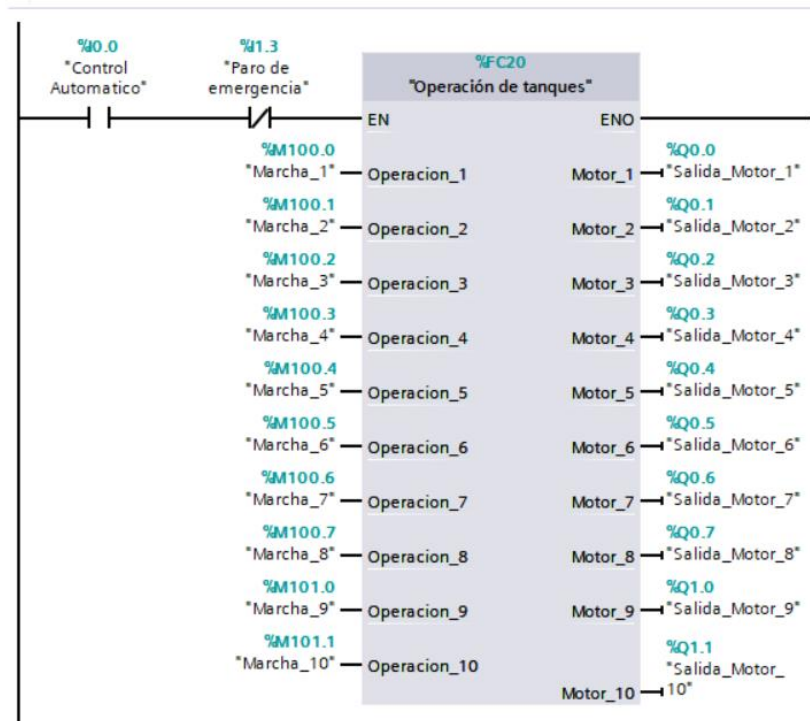 %I0.0
"Control
Automatico"
%I1.3
"Paro de
emergencia"
%FC20
"Operación de tanques"
EN
ENO
%M100.0
"Marcha_1"
Operacion_1
Motor_1
%Q0.0
"Salida_Motor_1"
%M100.1
"Marcha_2"
Operacion_2
Motor_2
%Q0.1
"Salida_Motor_2"
%M100.2
"Marcha_3"
Operacion_3
Motor_3
%Q0.2
"Salida_Motor_3"
%M100.3
"Marcha_4"
Operacion_4
Motor_4
%Q0.3
"Salida_Motor_4"
%M100.4
"Marcha_5"
Operacion_5
Motor_5
%Q0.4
"Salida_Motor_5"
%M100.5
"Marcha_6"
Operacion_6
Motor_6
%Q0.5
"Salida_Motor_6"
%M100.6
"Marcha_7"
Operacion_7
Motor_7
%Q0.6
"Salida_Motor_7"
%M100.7
"Marcha_8"
Operacion_8
Motor_8
%Q0.7
"Salida_Motor_8"
%M101.0
"Marcha_9"
Operacion_9
Motor_9
%Q1.0
"Salida_Motor_9"
%M101.1
"Marcha_10"
Operacion_10
Motor_10
%Q1.1
"Salida_Motor_
10"